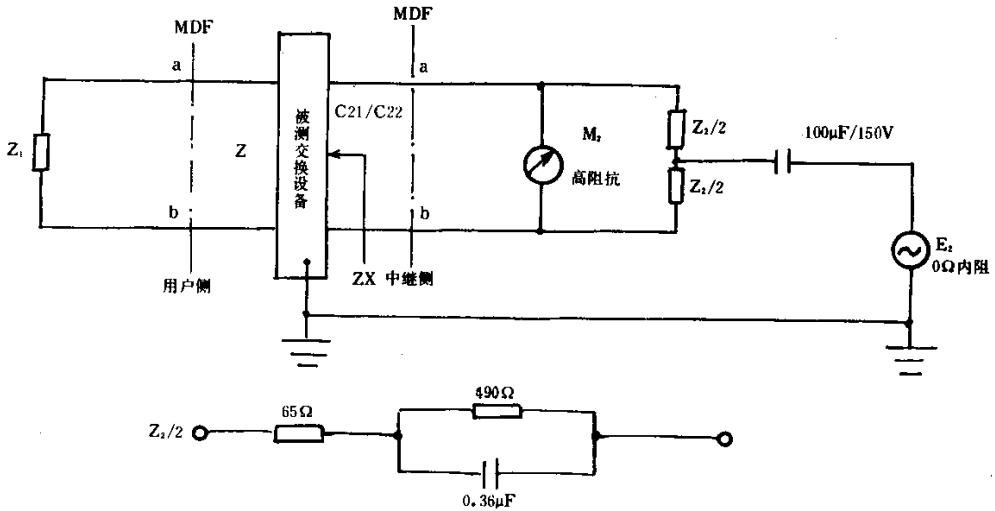 MDF
MDF
a
a
C21/C22
Z₁
Z
被测交换设备
M₂
高阻抗
Z₂/2
Z₂/2
100μF/150V
b
b
E₂
0Ω内阻
用户侧
ZX 中继侧
65Ω
490Ω
Z₂/2
0.36μF